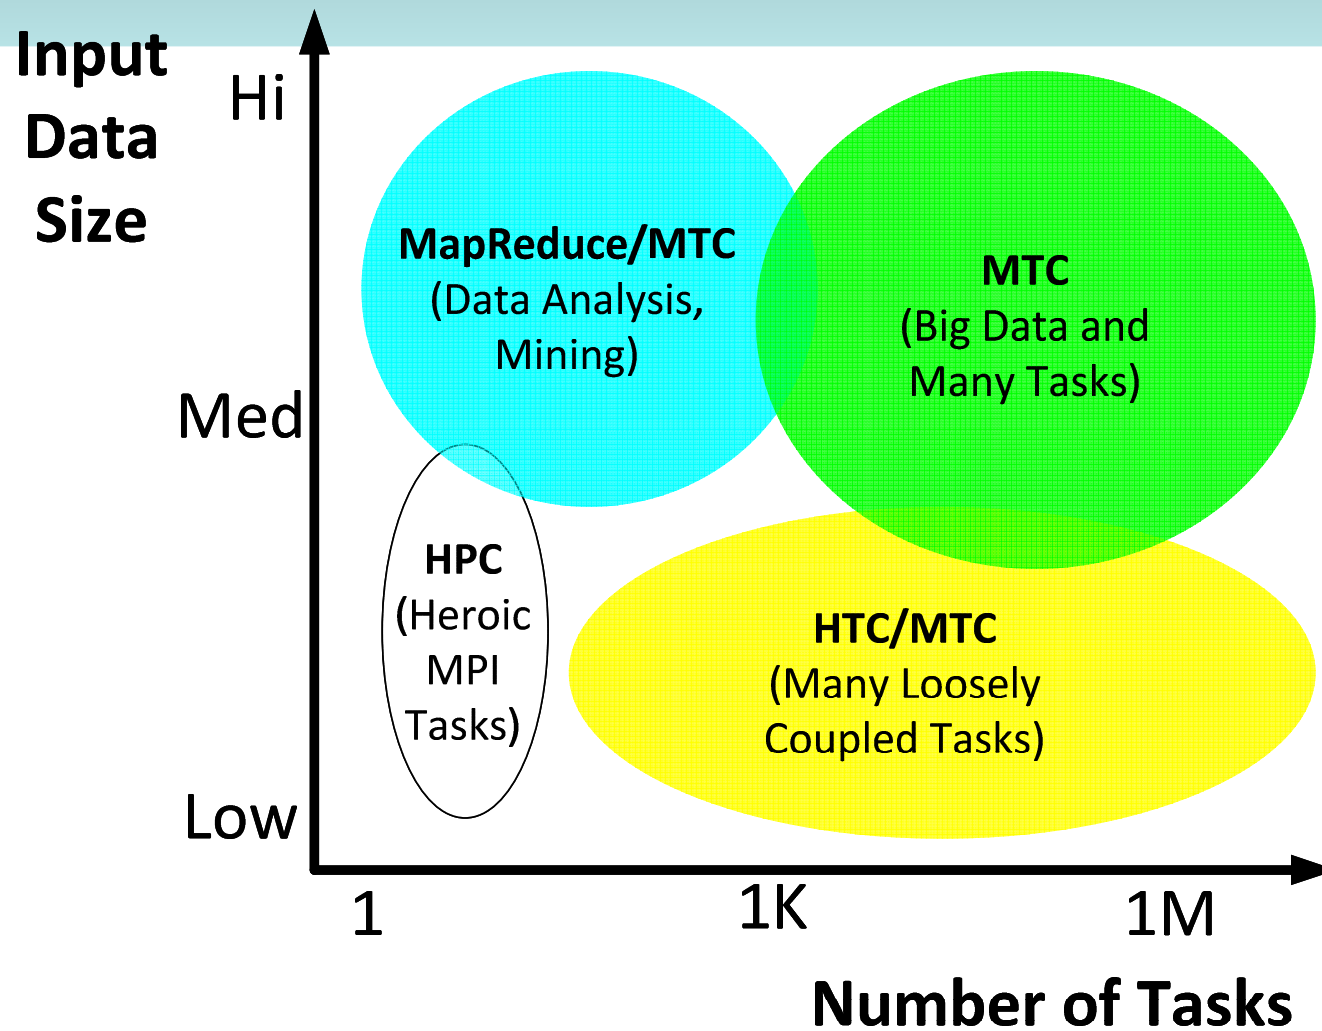 Input
Data
Size
Hi
Med
Low
MapReduce/MTC
(Data Analysis,
Mining)
MTC
(Big Data and
Many Tasks)
HPC
(Heroic
MPI
Tasks)
HTC/MTC
(Many Loosely
Coupled Tasks)
1
1K
1M
Number of Tasks